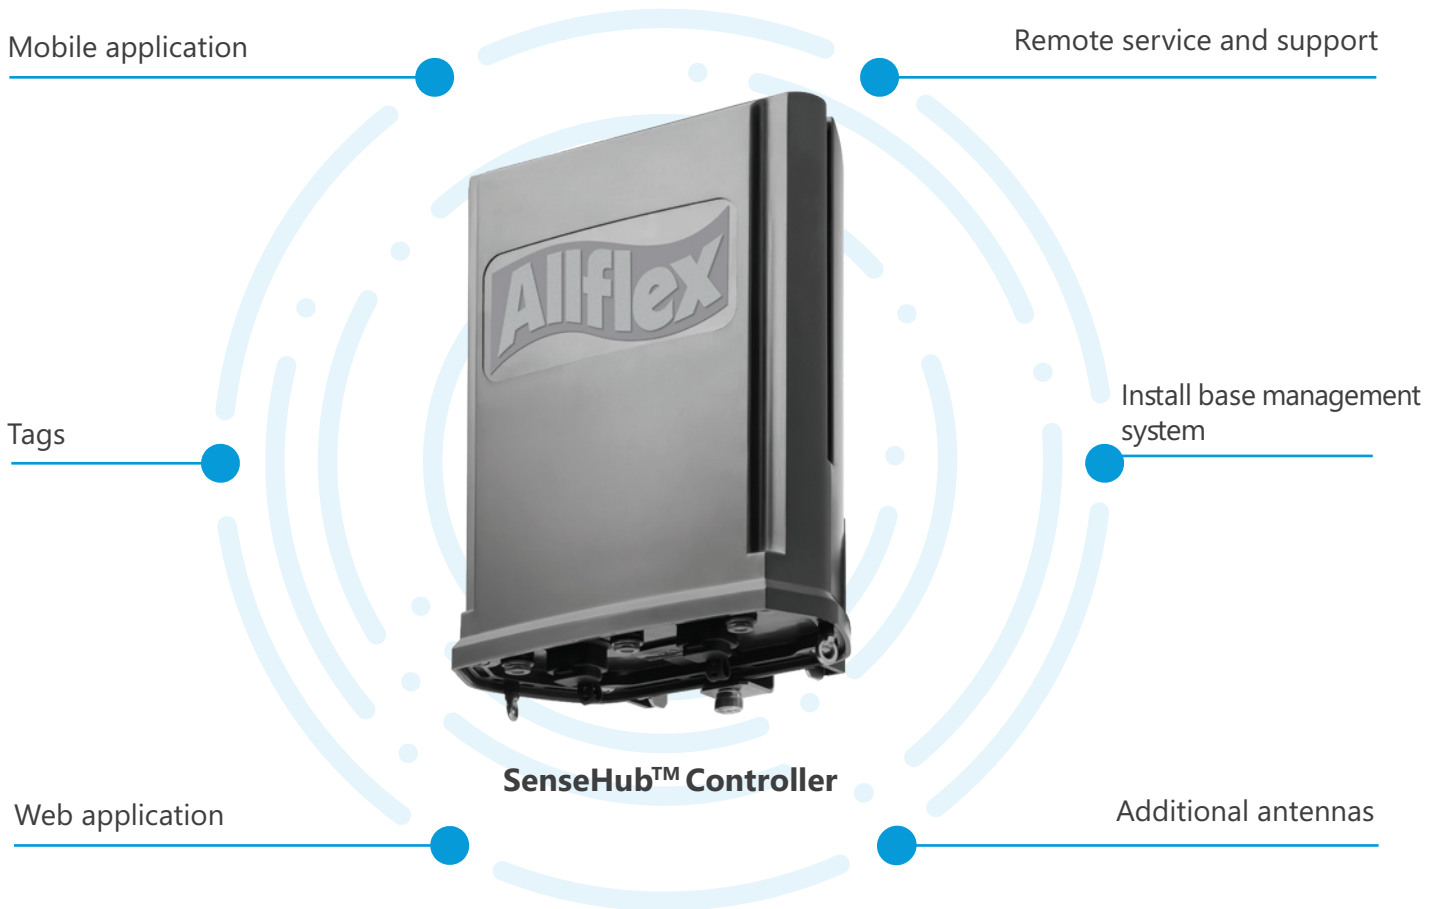 Mobile application
Remote service and support
Allflex
Tags
Install base management
system
SenseHub™ Controller
Web application
Additional antennas